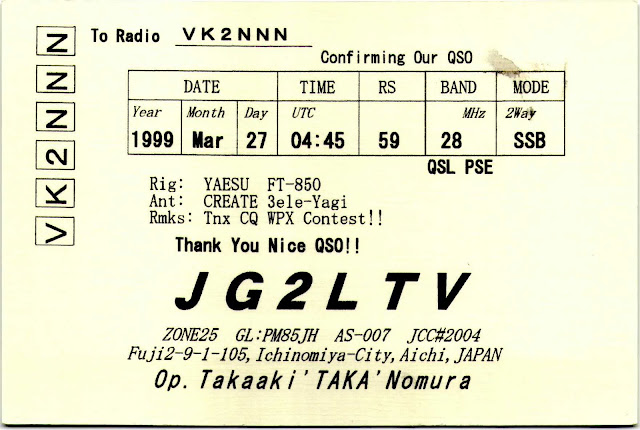 To Radio VK2NNN
Confirming Our QSO
DATE TIME RS BAND MODE
Year Month Day UTC MHz 2Way
1999 Mar 27 04:45 59 28 SSB
QSL PSE
Rig: YAESU FT-850
Ant: CREATE 3ele-Yagi
Rmks: Tnx CQ WPX Contest!!
Thank You Nice QSO!!
JG2LTV
ZONE25 GL:PM85JH AS-007 JCC#2004
Fuji2-9-1-105, Ichinomiya-City, Aichi, JAPAN
Op. Takaaki 'TAKA' Nomura
VK2NNN